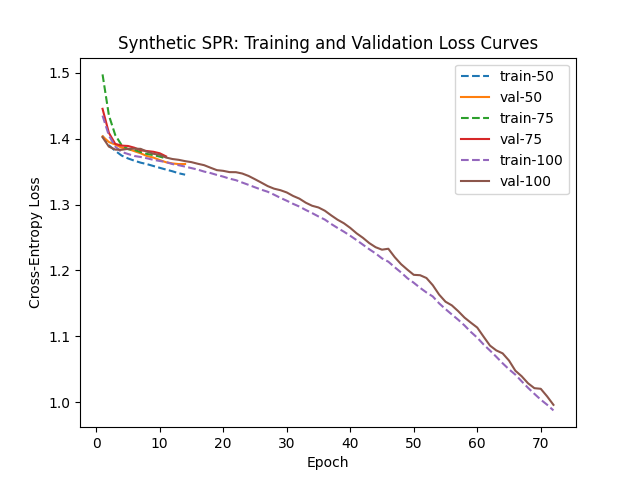 Synthetic SPR: Training and Validation Loss Curves
train-50
val-50
train-75
val-75
train-100
val-100
Cross-Entropy Loss
1.5
1.4
1.3
1.2
1.1
1.0
0 10 20 30 40 50 60 70
Epoch